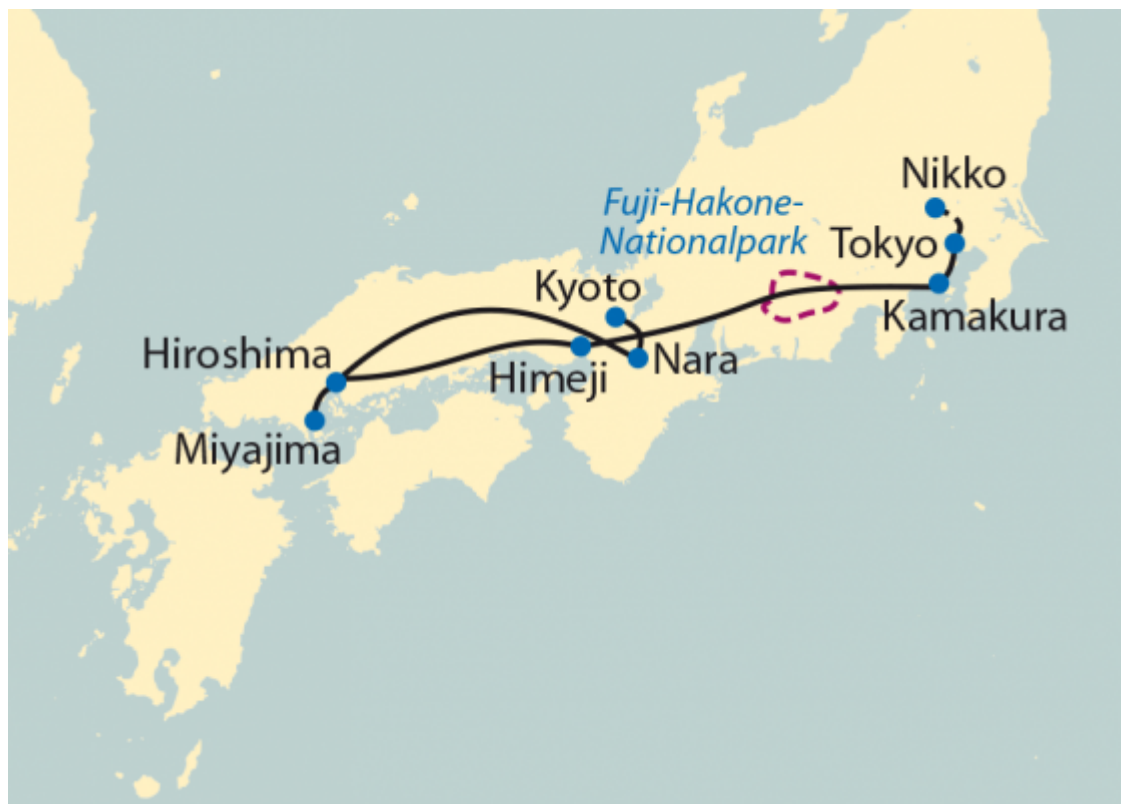 Nikko
Fuji-Hakone-
Nationalpark
Tokyo
Kyoto
Kamakura
Hiroshima
Nara
Himeji
Miyajima